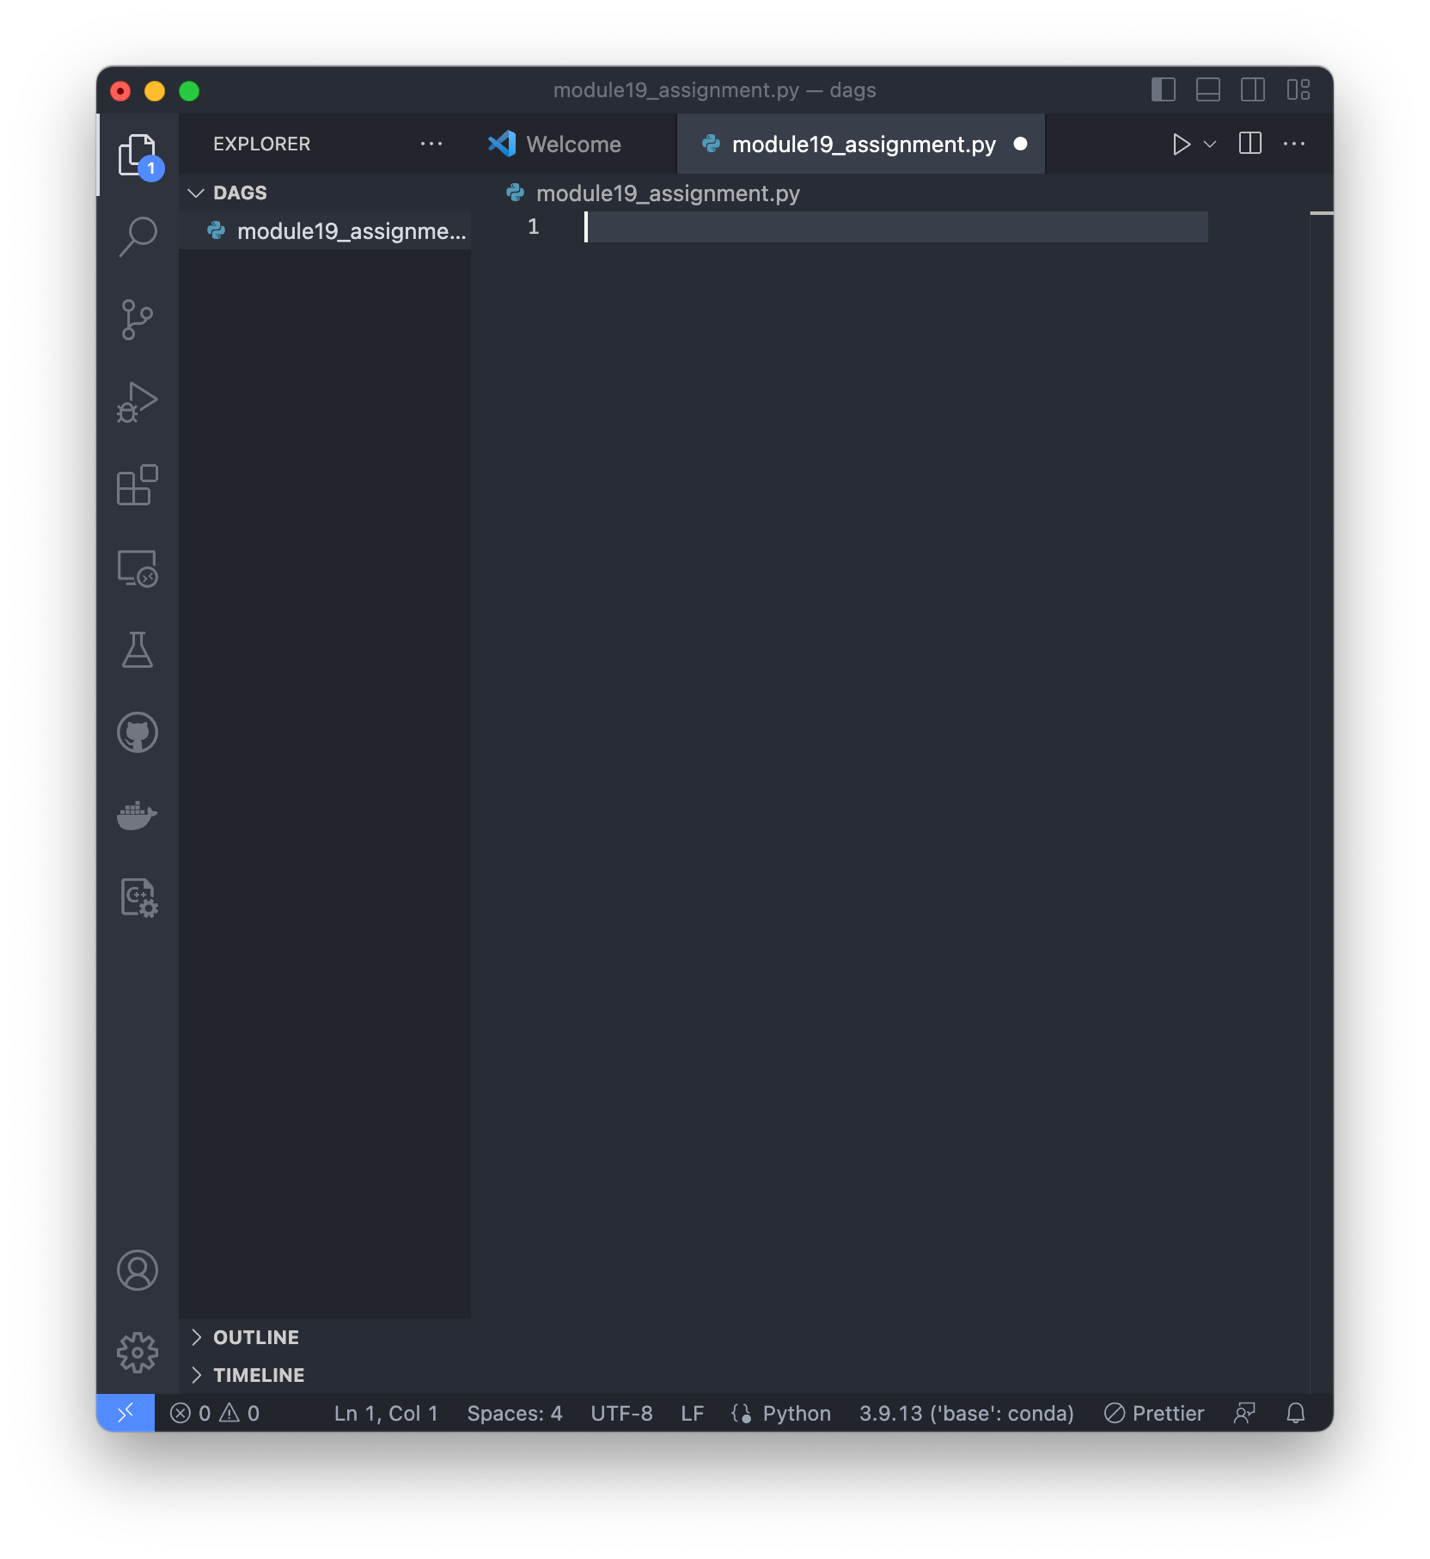 module19_assignment.py — dags
EXPLORER
Welcome
module19_assignment.py
1
DAGS
module19_assignment.py
module19_assignme...
1
C++
OUTLINE
TIMELINE
0 0 Ln 1, Col 1 Spaces: 4 UTF-8 LF Python 3.9.13 ('base': conda) Prettier